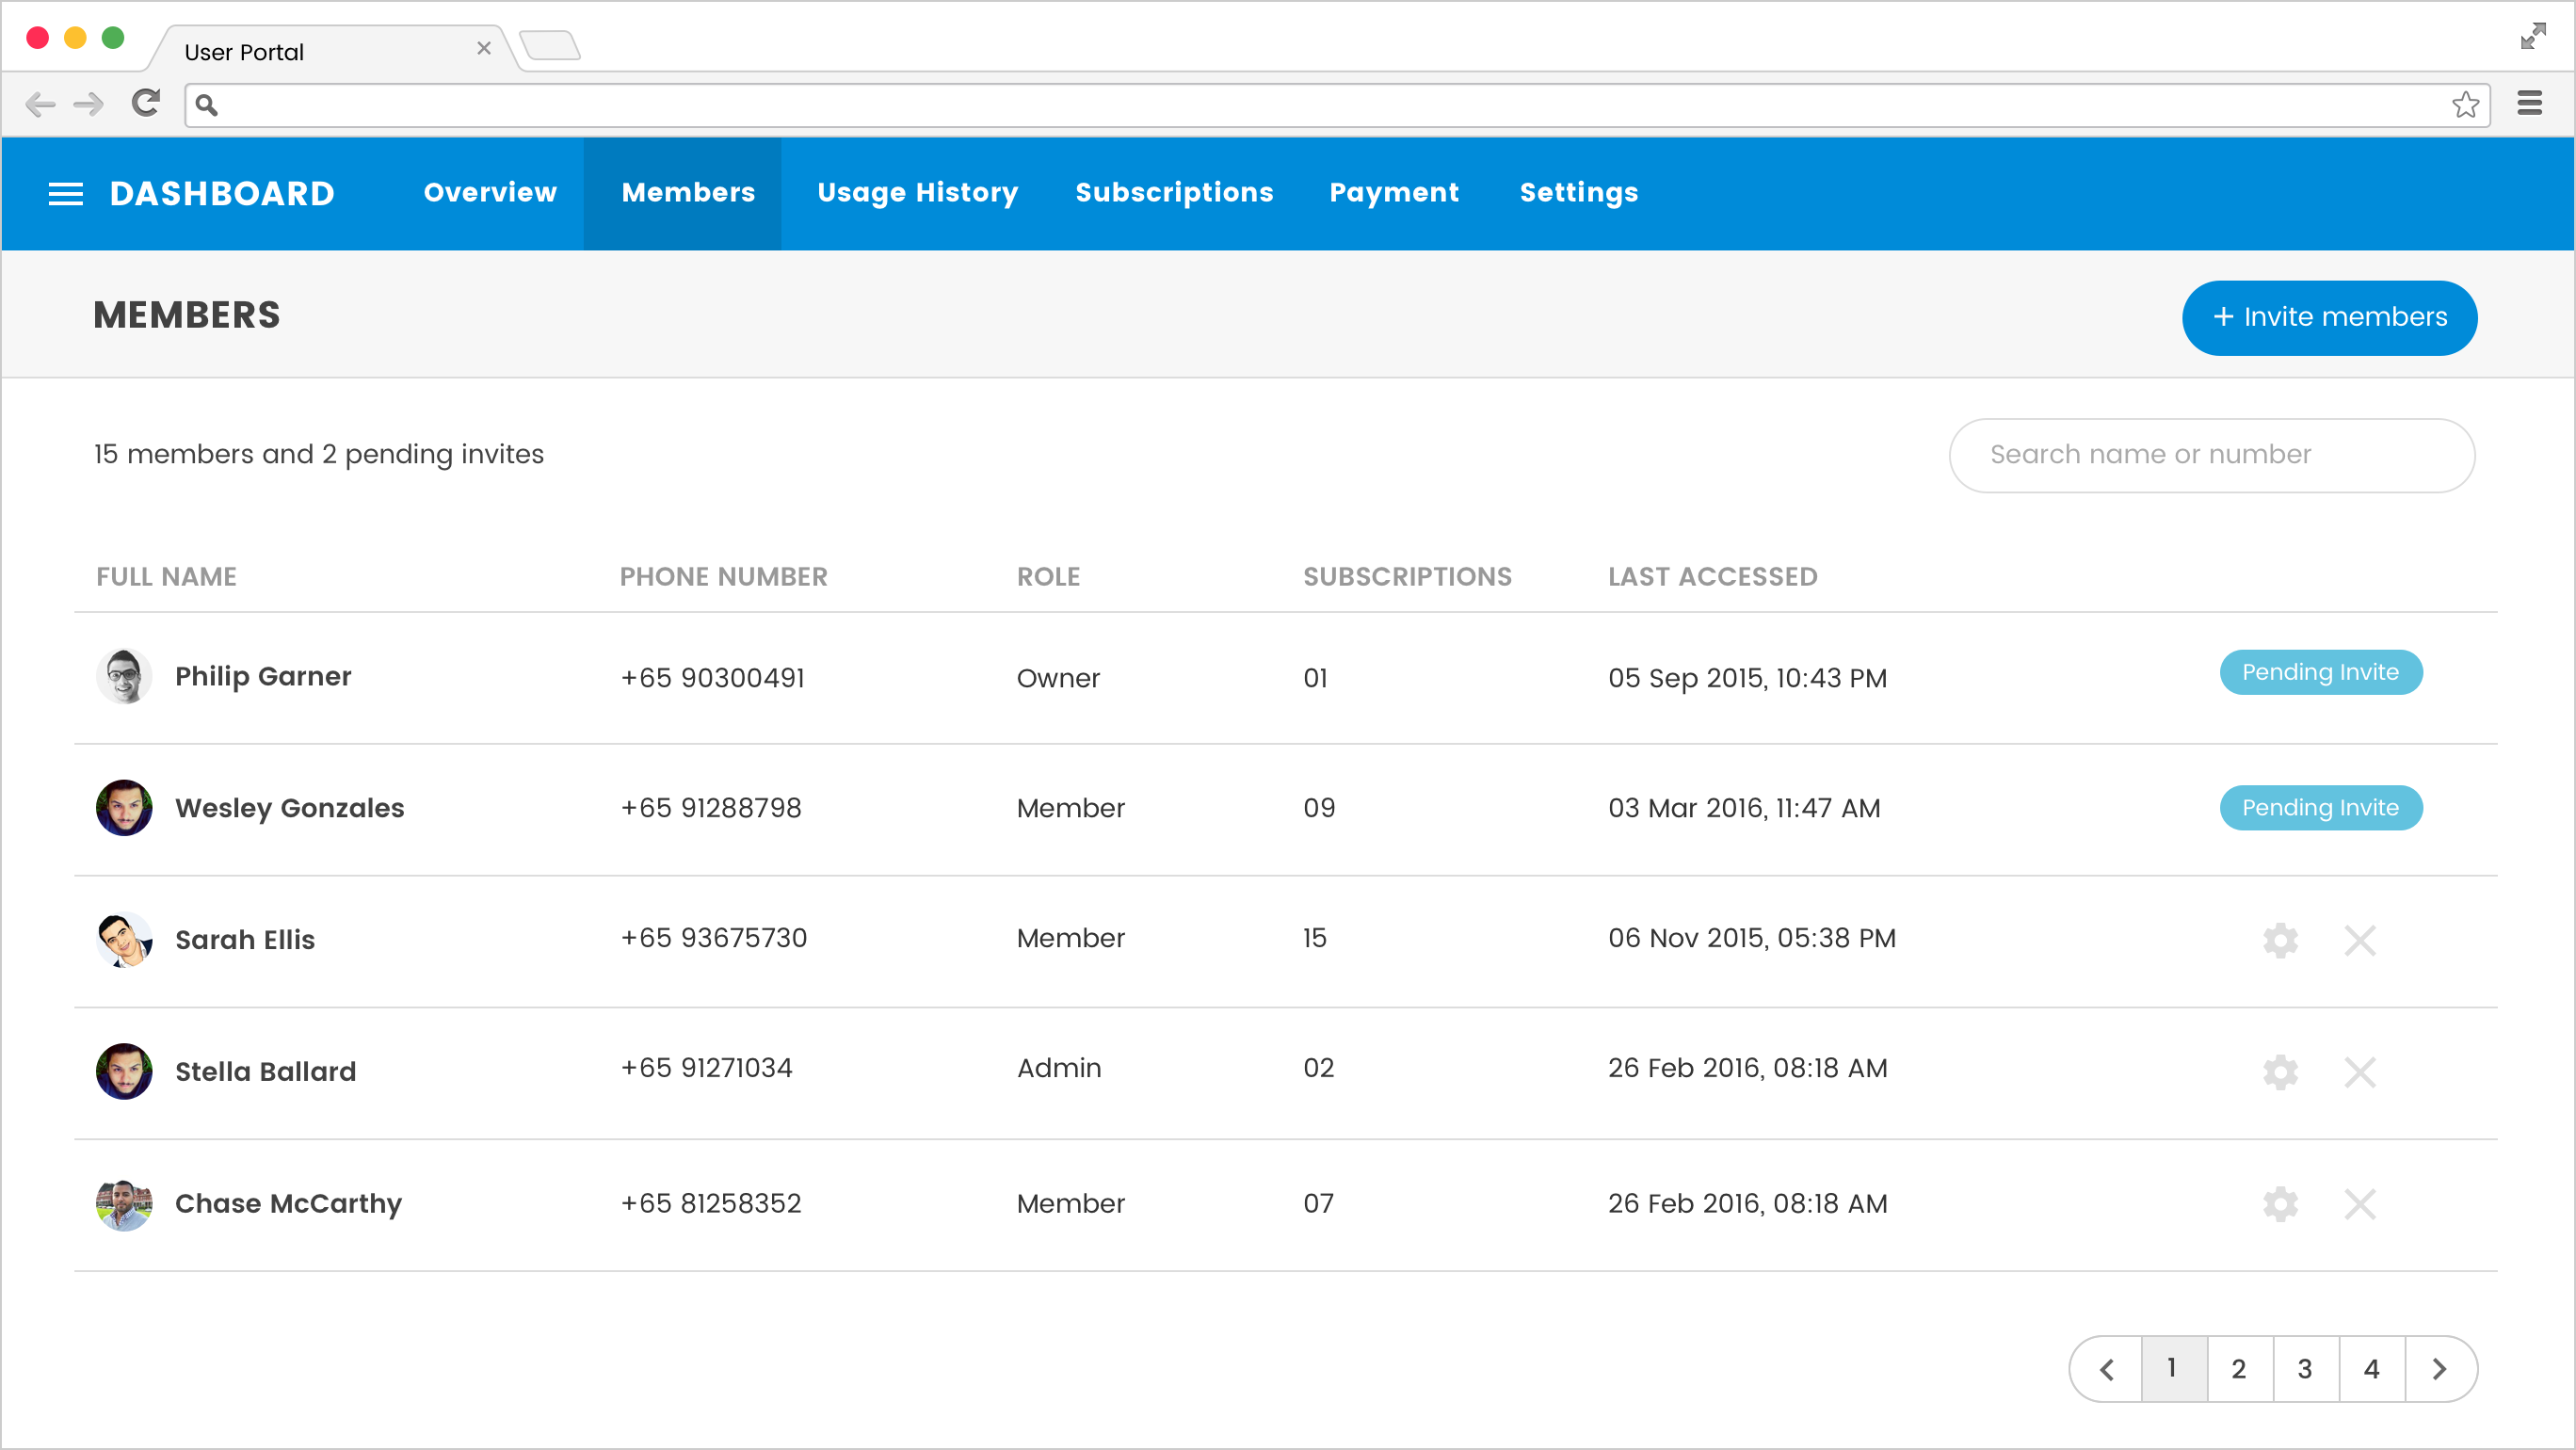 User Portal
DASHBOARD Overview Members Usage History Subscriptions Payment Settings
MEMBERS + Invite members
15 members and 2 pending invites Search name or number
FULL NAME PHONE NUMBER ROLE SUBSCRIPTIONS LAST ACCESSED
Philip Garner +65 90300491 Owner 01 05 Sep 2015, 10:43 PM Pending Invite
Wesley Gonzales +65 91288798 Member 09 03 Mar 2016, 11:47 AM Pending Invite
Sarah Ellis +65 93675730 Member 15 06 Nov 2015, 05:38 PM
Stella Ballard +65 91271034 Admin 02 26 Feb 2016, 08:18 AM
Chase McCarthy +65 81258352 Member 07 26 Feb 2016, 08:18 AM
1 2 3 4